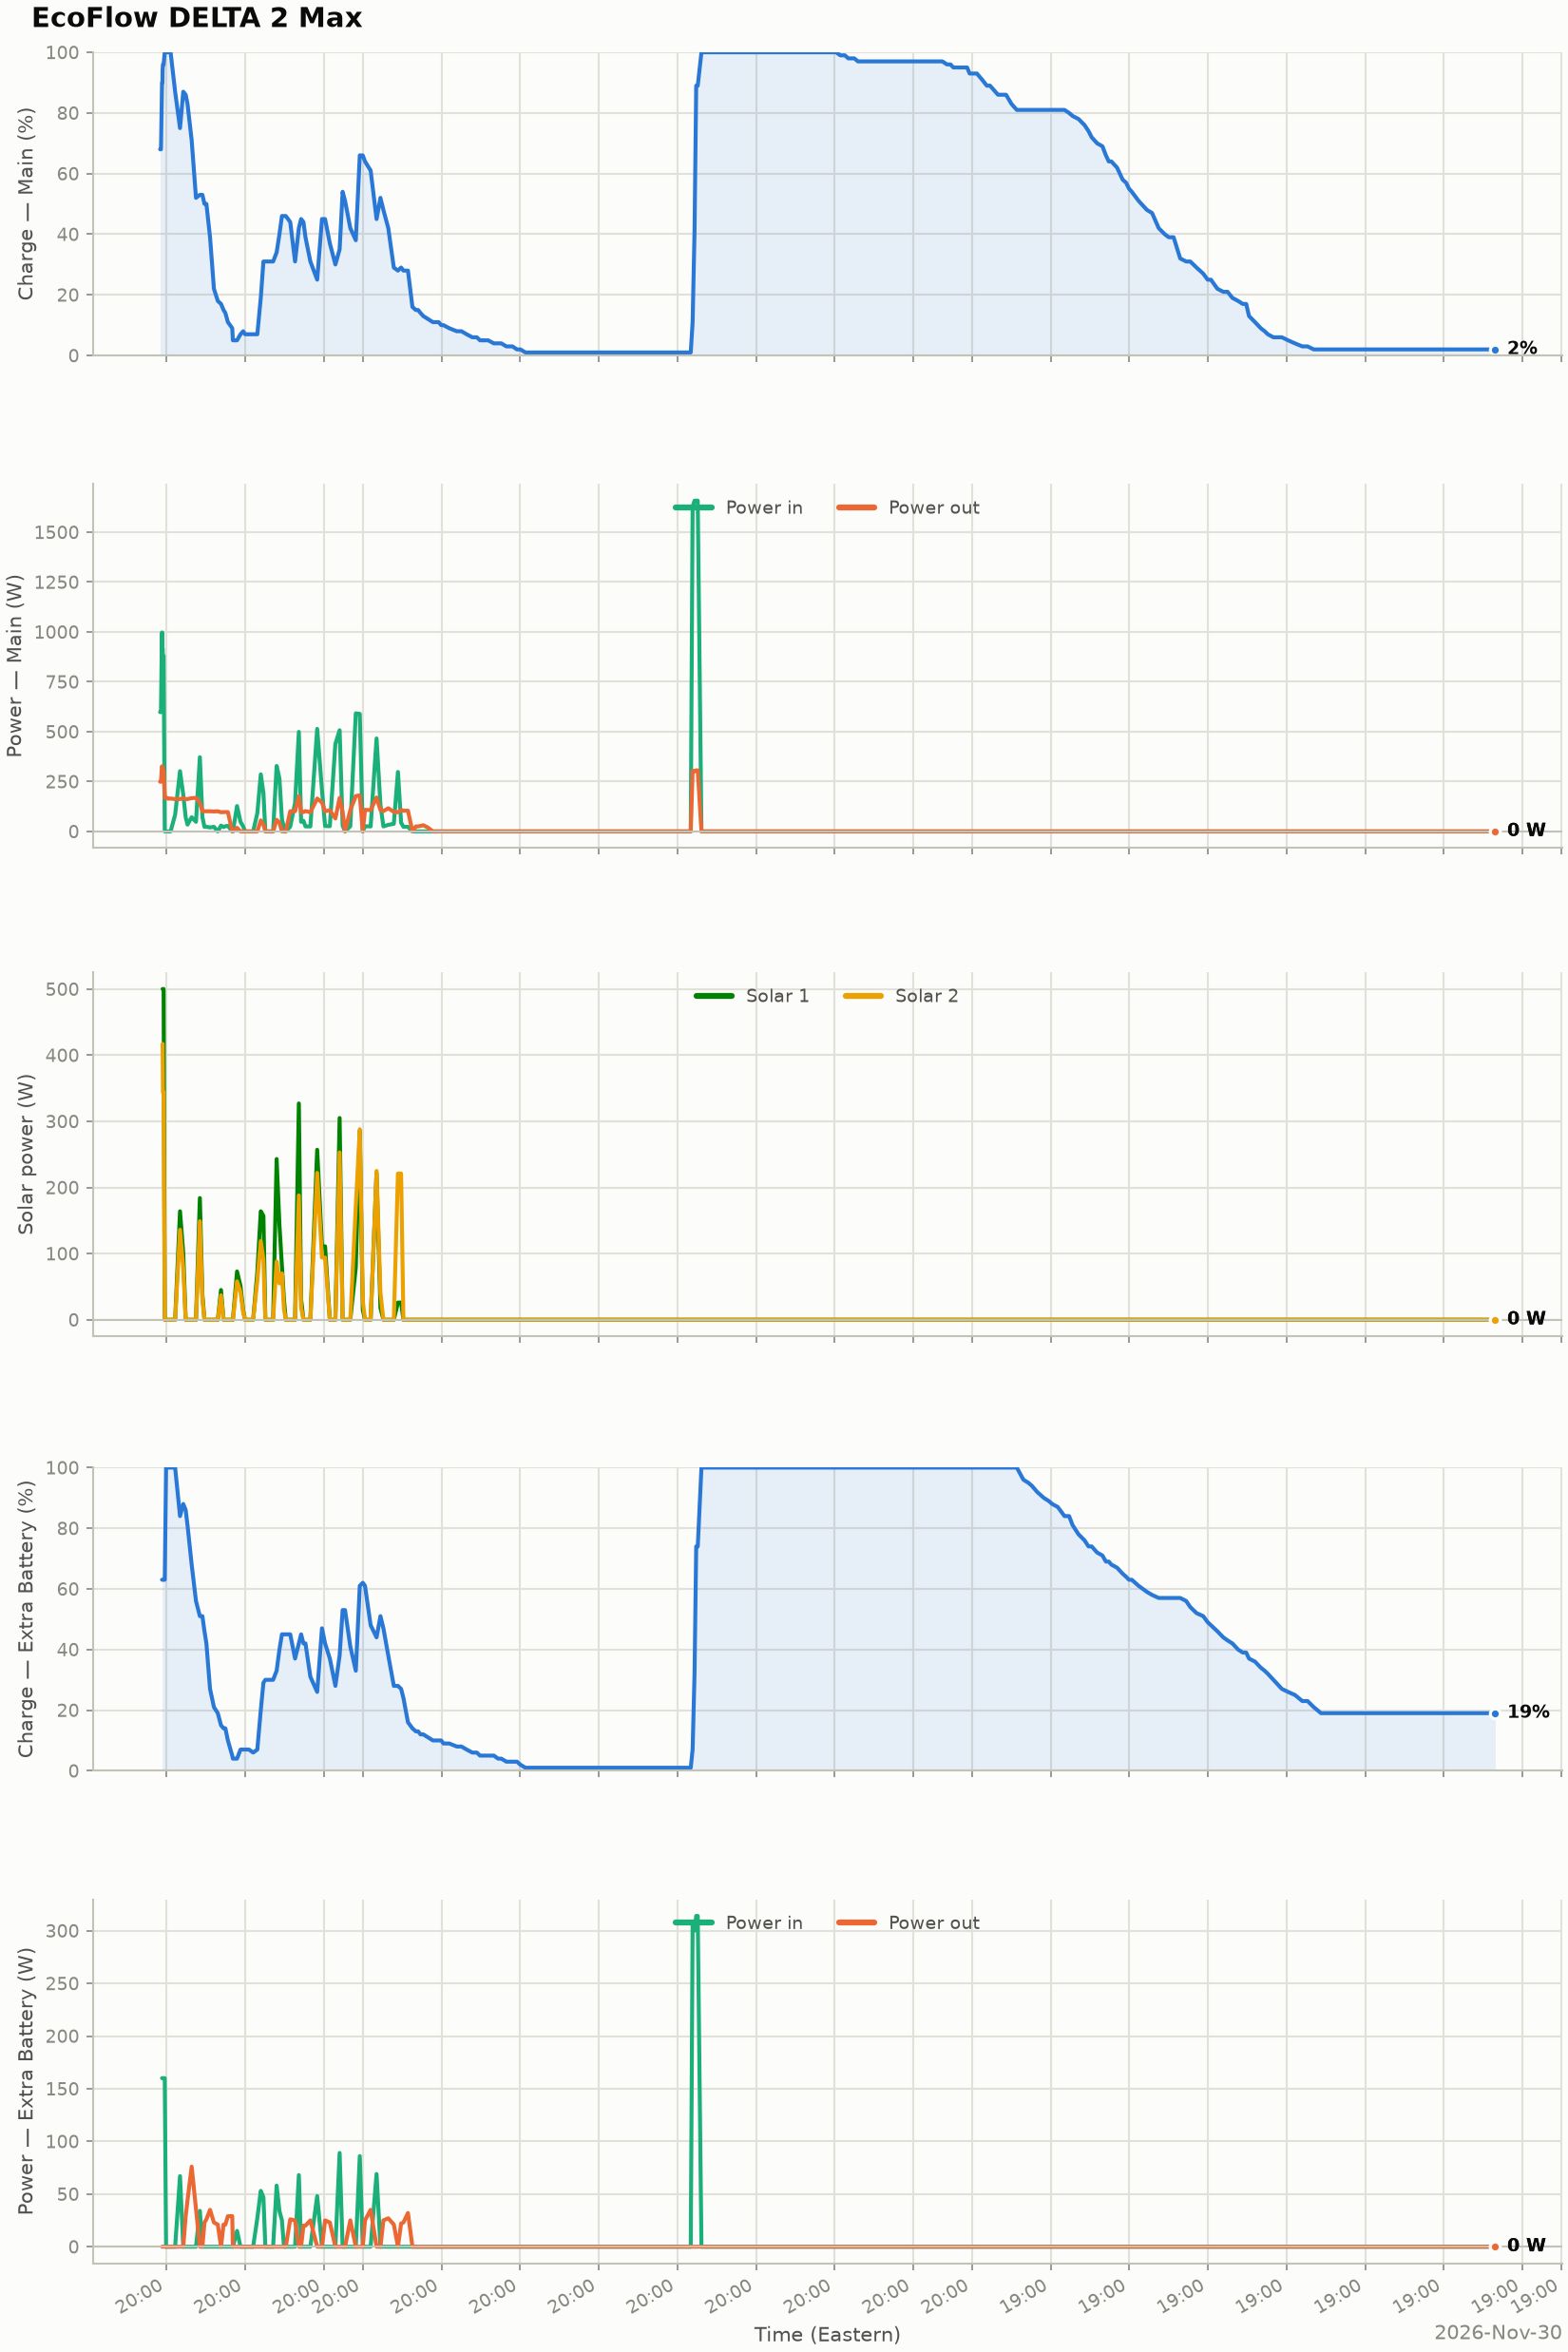 EcoFlow DELTA 2 Max
Charge — Main (%)
100
80
60
40
20
0
2%
Power — Main (W)
Power in
Power out
1500
1250
1000
750
500
250
0
0 W
Solar power (W)
Solar 1
Solar 2
500
400
300
200
100
0
0 W
Charge — Extra Battery (%)
100
80
60
40
20
0
19%
Power — Extra Battery (W)
Power in
Power out
300
250
200
150
100
50
0
0 W
20:00 20:00 20:00 20:00 20:00 20:00 20:00 20:00 20:00 20:00 20:00 20:00 19:00 19:00 19:00 19:00 19:00 19:00 19:00 19:00
Time (Eastern)
2026-Nov-30